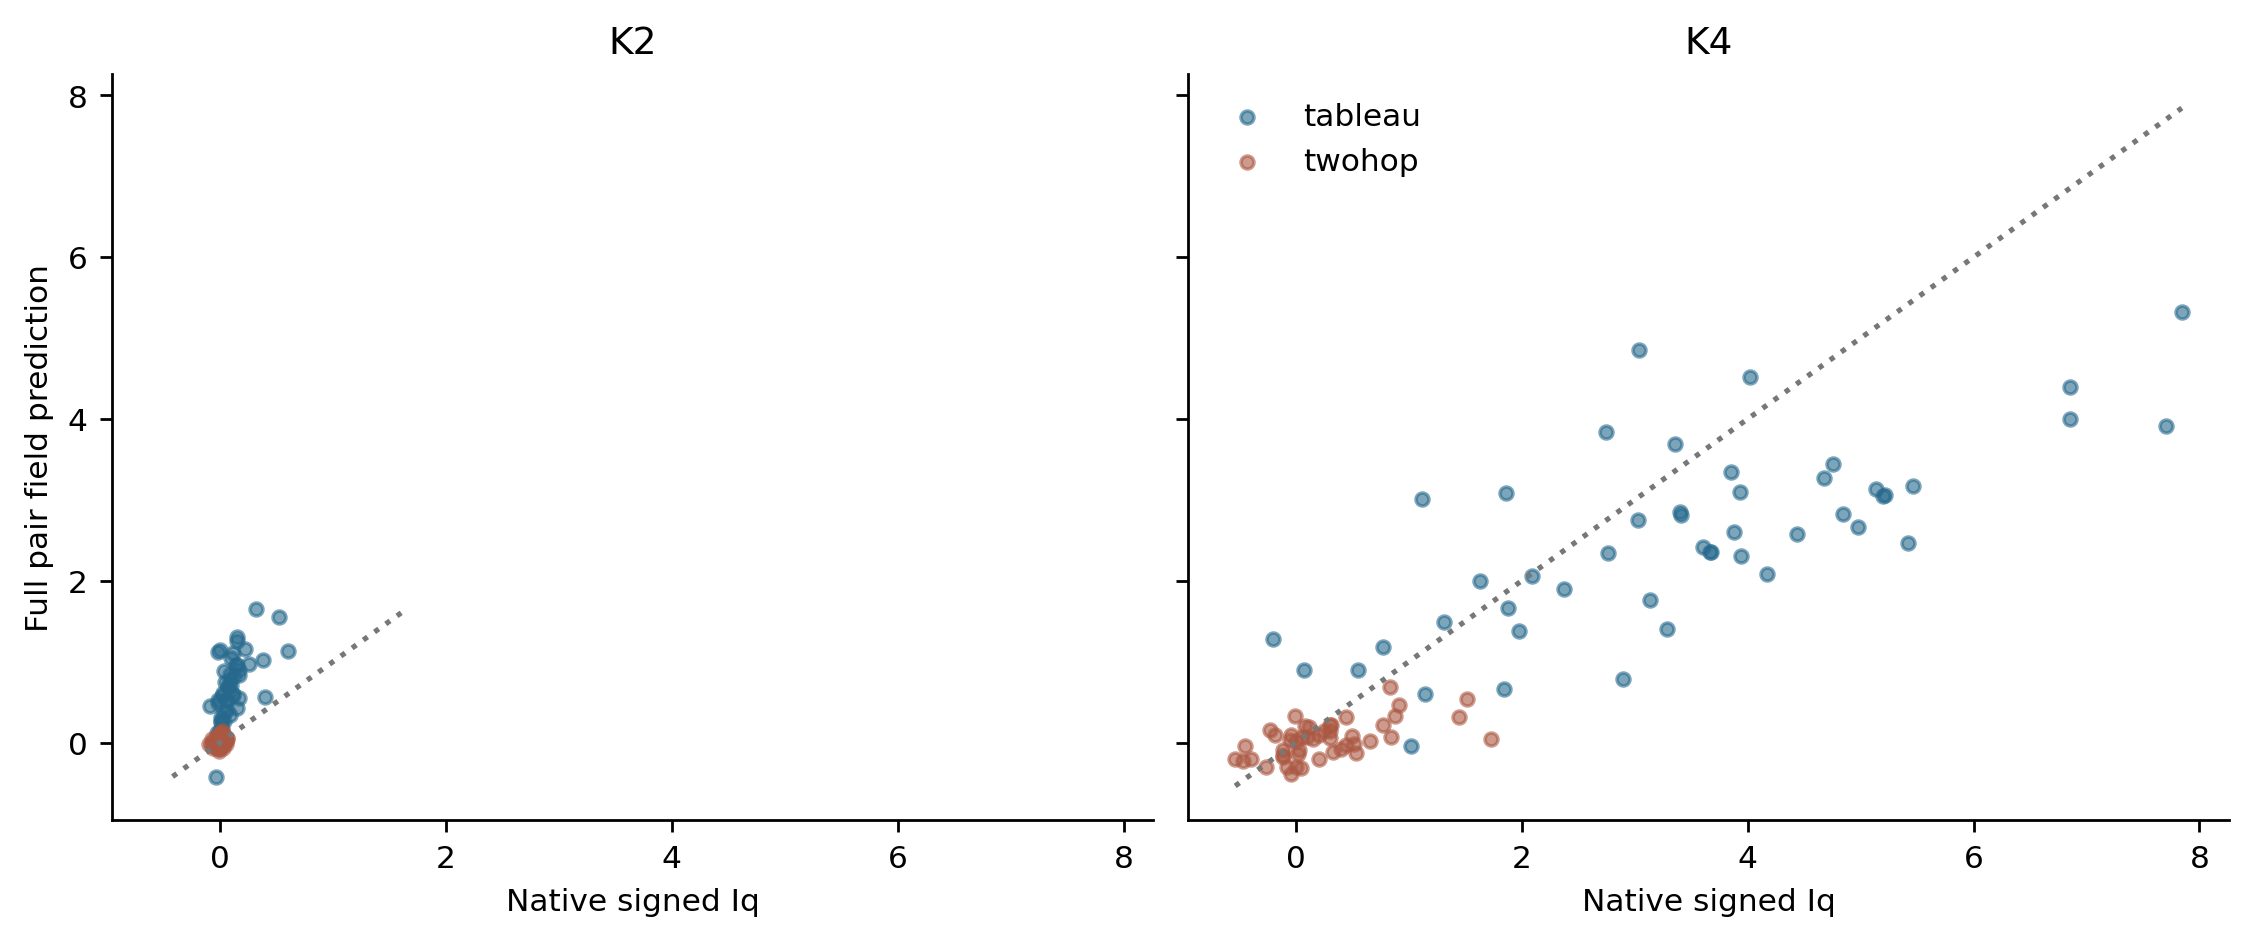 K2
K4
8
6
4
2
0
Full pair field prediction
tableau
twohop
0 2 4 6 8
0 2 4 6 8
Native signed Iq
Native signed Iq